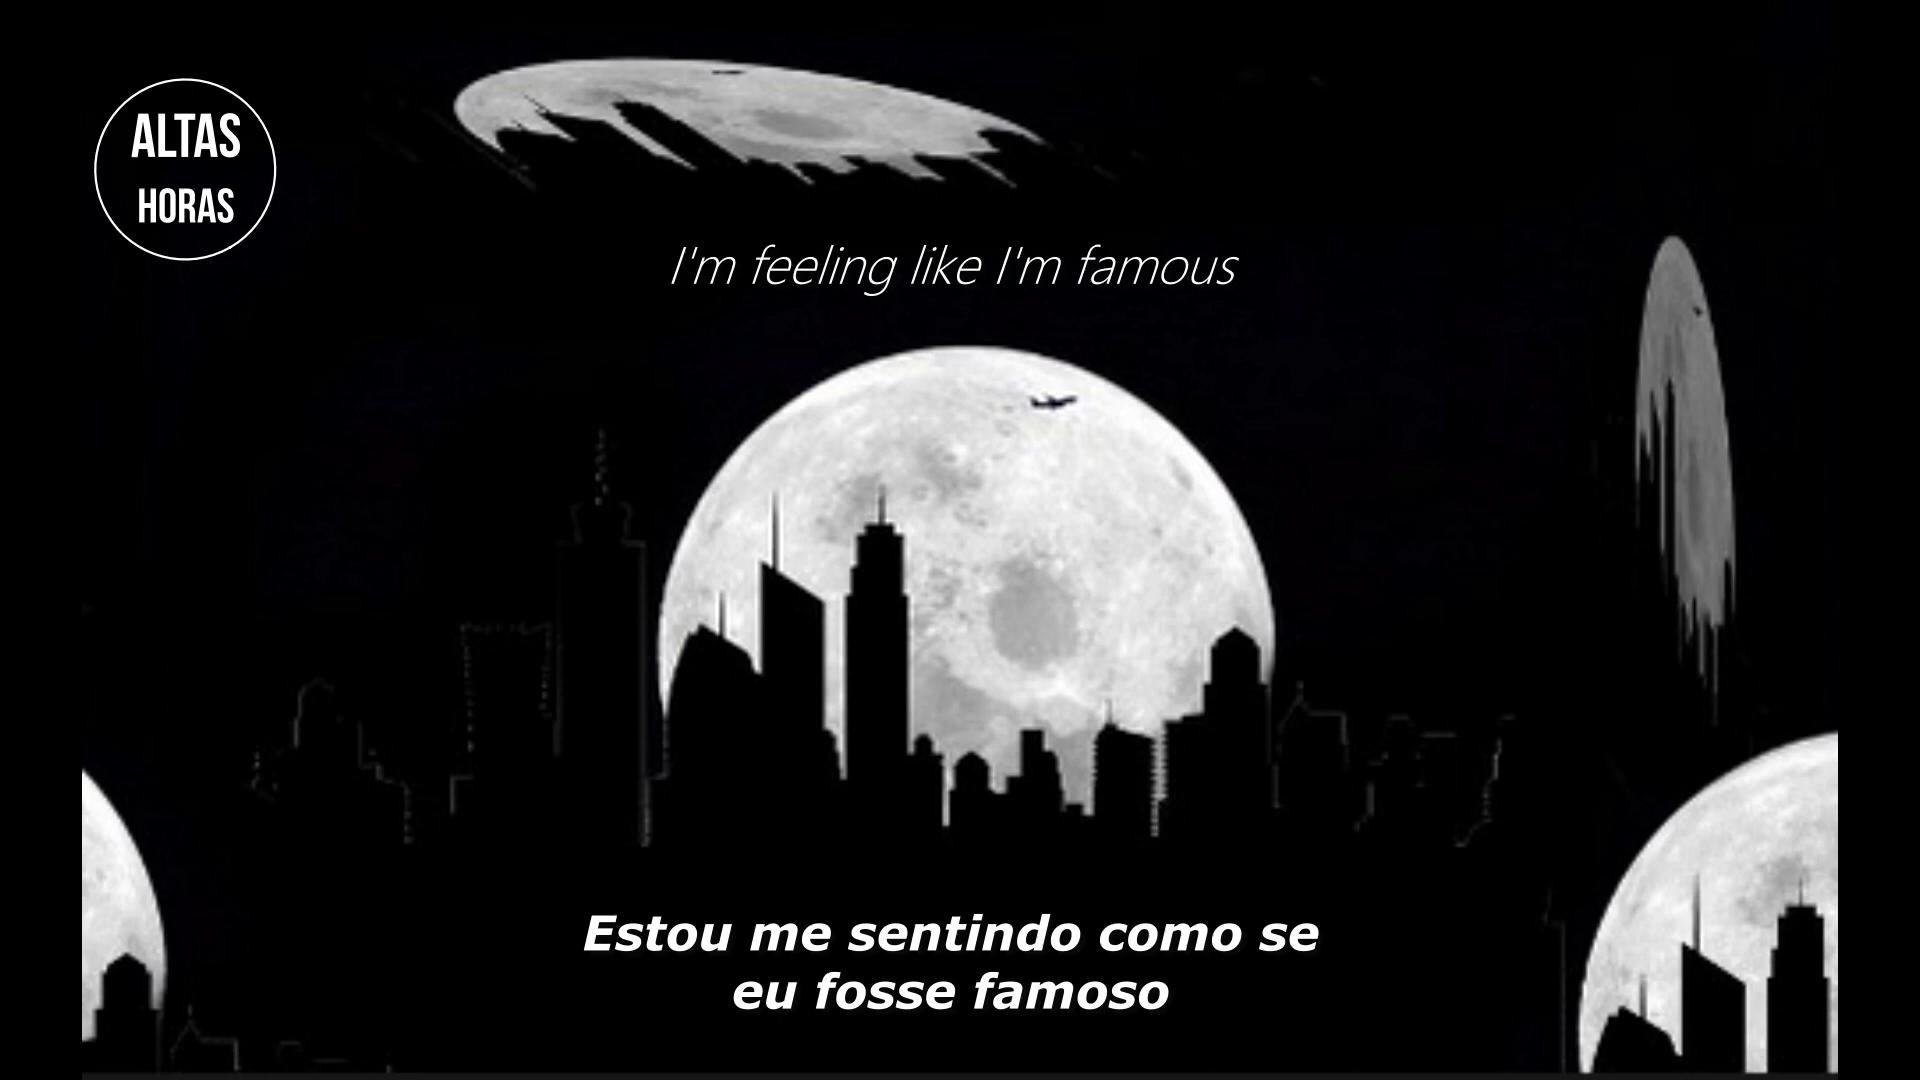 ALTAS
HORAS
I'm feeling like I'm famous
Estou me sentindo como se
eu fosse famoso